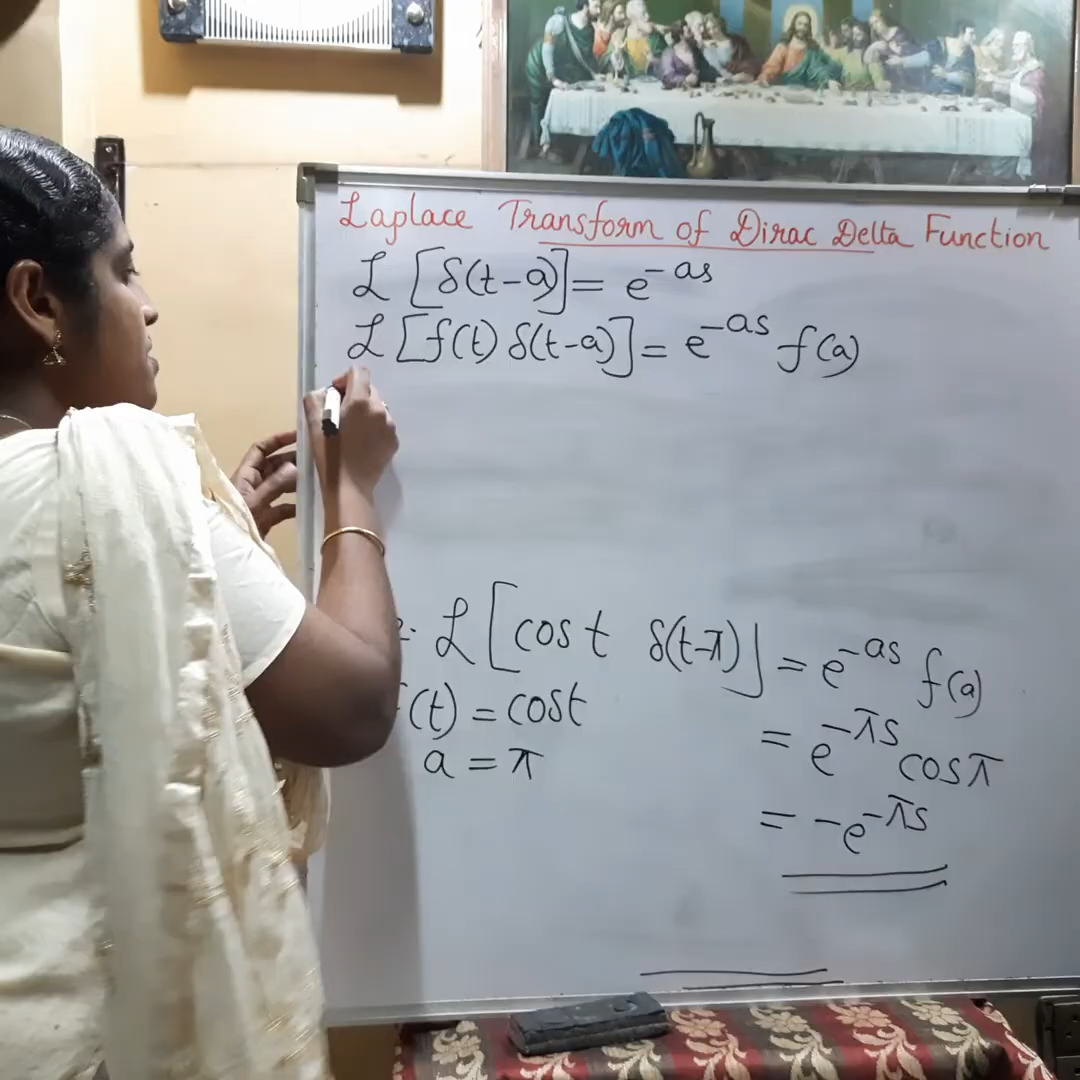 Laplace Transform of Dirac Delta Function
ℒ [δ(t-a)] = e^{-as}
ℒ [f(t) δ(t-a)] = e^{-as} f(a)
ℒ [cos t δ(t-π)] = e^{-as} f(a)
(t) = cos t
= e^{-πs} cos π
a = π
= -e^{-πs}